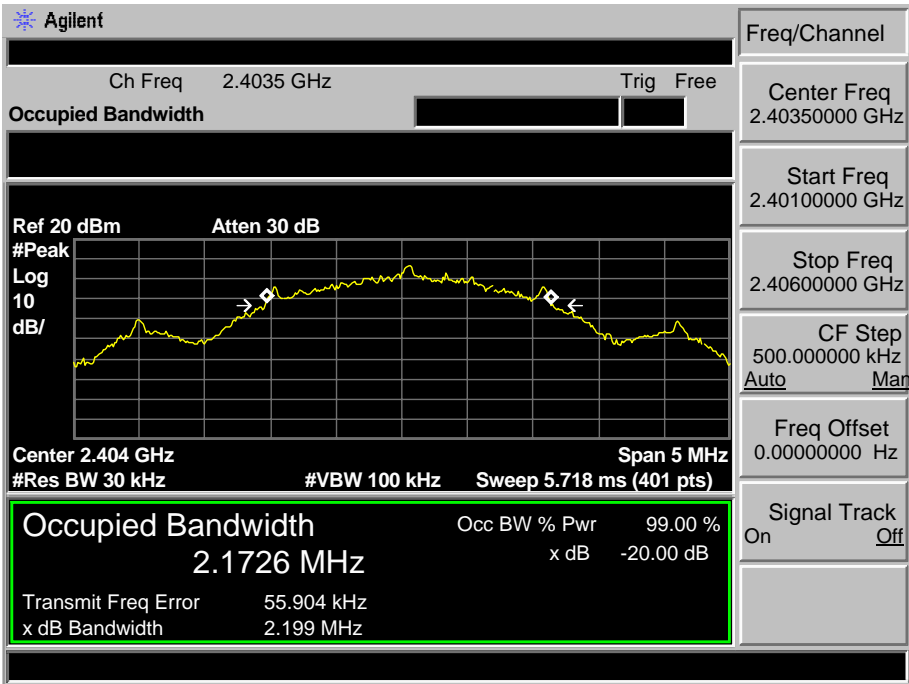 Agilent
Freq/Channel
Ch Freq 2.4035 GHz Trig Free
Occupied Bandwidth
Center Freq
2.40350000 GHz
Start Freq
2.40100000 GHz
Stop Freq
2.40600000 GHz
CF Step
500.000000 kHz
Auto Man
Freq Offset
0.00000000 Hz
Signal Track
On Off
Ref 20 dBm Atten 30 dB
#Peak
Log
10
dB/
Center 2.404 GHz Span 5 MHz
#Res BW 30 kHz #VBW 100 kHz Sweep 5.718 ms (401 pts)
Occupied Bandwidth Occ BW % Pwr 99.00 %
2.1726 MHz x dB -20.00 dB
Transmit Freq Error 55.904 kHz
x dB Bandwidth 2.199 MHz